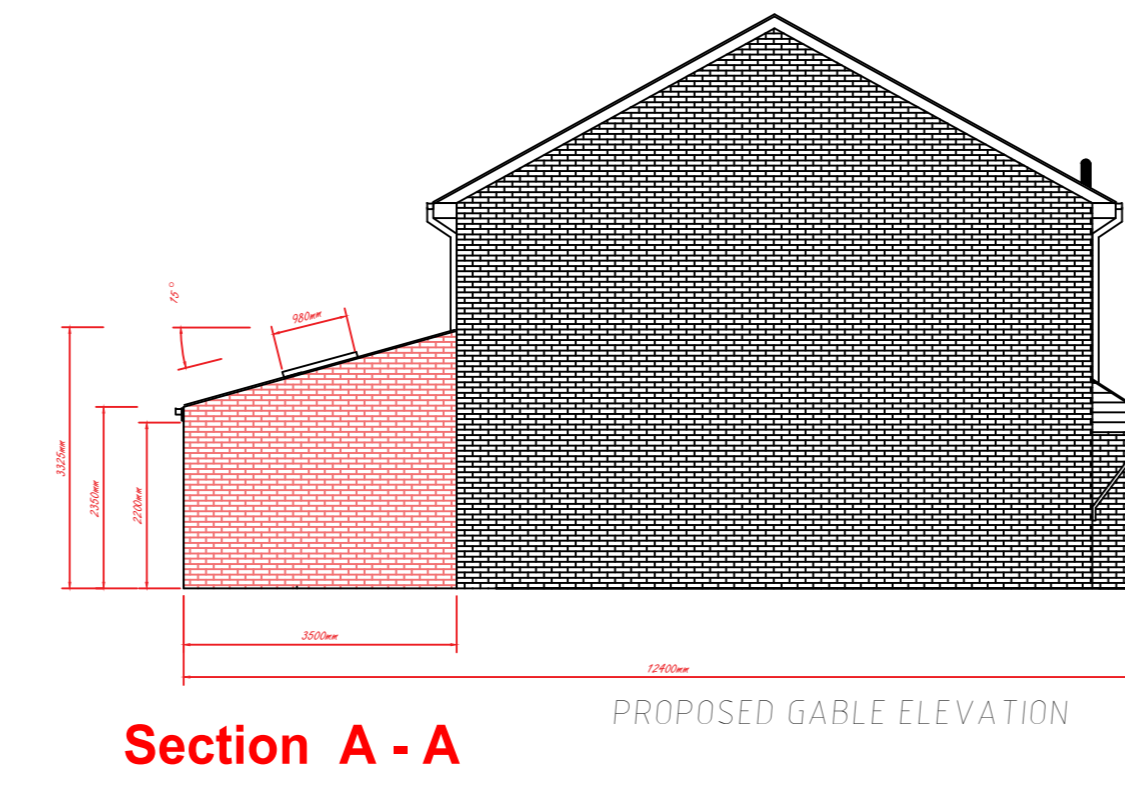 15°
980mm
3325mm
2350mm
2200mm
3500mm
12400mm
PROPOSED GABLE ELEVATION
Section A - A